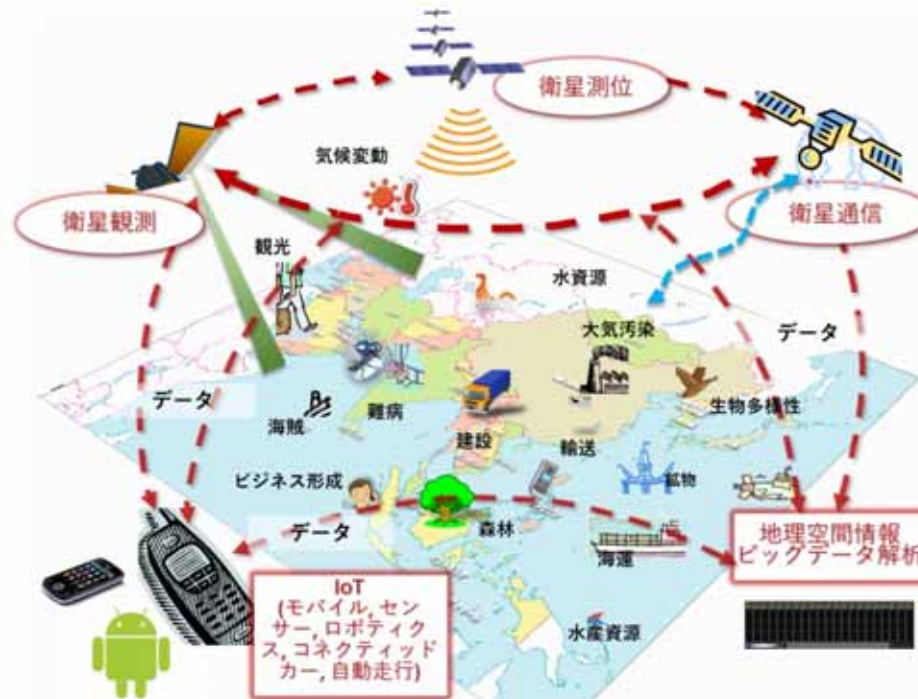 衛星測位
気候変動
衛星観測
衛星通信
観光
水資源
大気汚染
データ
データ
海賊
難病
建設
輸送
生物多様性
ビジネス形成
鉱物
データ
森林
海運
地理空間情報
ビッグデータ解析
IoT
(モバイル, セン
サー, ロボティク
ス, コネクティッド
カー, 自動走行)
水産資源